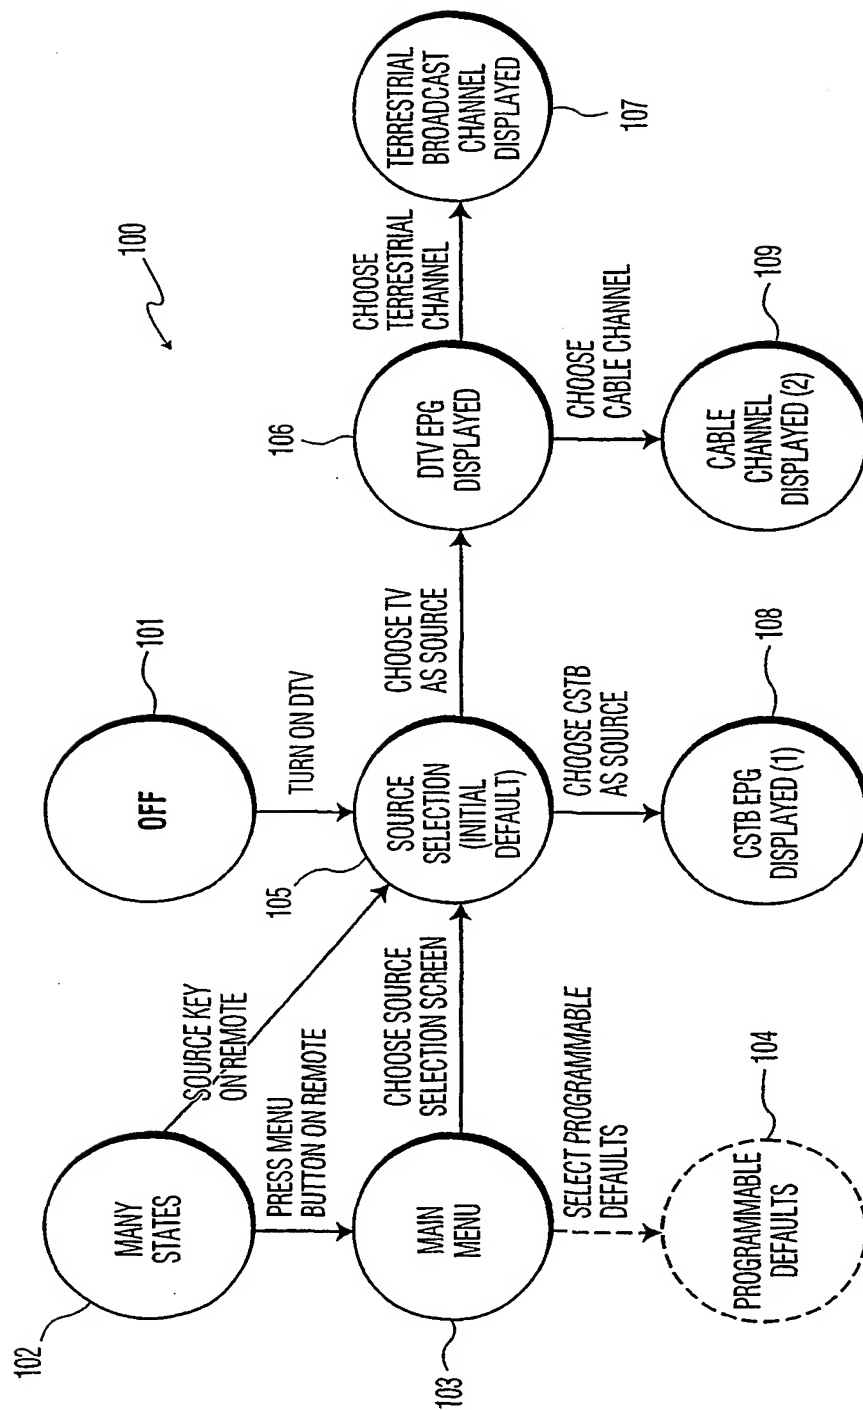 100
102
MANY
STATES
SOURCE KEY
ON REMOTE
101
OFF
PRESS MENU
BUTTON ON REMOTE
TURN ON DTV
103
MAIN
MENU
CHOOSE SOURCE
SELECTION SCREEN
105
SOURCE
SELECTION
(INITIAL
DEFAULT)
CHOOSE TV
AS SOURCE
106
DTV EPG
DISPLAYED
CHOOSE
TERRESTRIAL
CHANNEL
TERRESTRIAL
BROADCAST
CHANNEL
DISPLAYED
107
SELECT PROGRAMMABLE
DEFAULTS
CHOOSE CSTB
AS SOURCE
CHOOSE
CABLE CHANNEL
PROGRAMMABLE
DEFAULTS
104
CSTB EPG
DISPLAYED (1)
108
CABLE
CHANNEL
DISPLAYED (2)
109